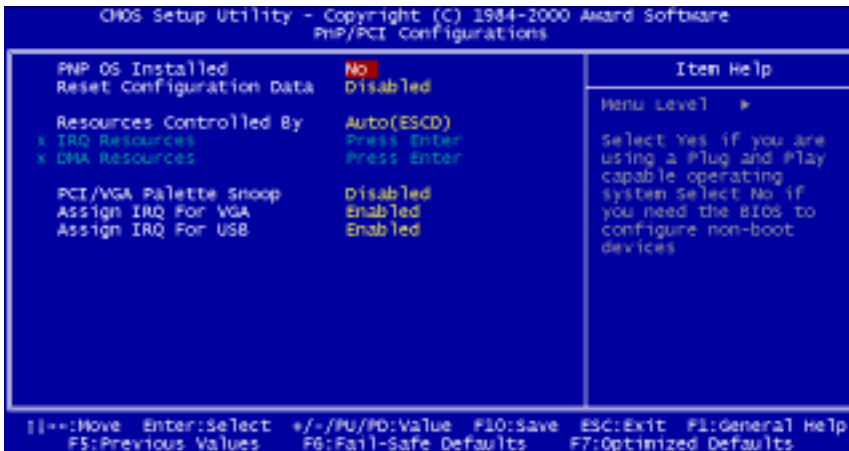 CMOS Setup Utility - Copyright (C) 1984-2000 Award Software
PnP/PCI Configurations
PNP OS Installed No
Reset Configuration Data Disabled
Resources Controlled By Auto(ESCD)
x IRQ Resources Press Enter
x DMA Resources Press Enter
PCI/VGA Palette Snoop Disabled
Assign IRQ For VGA Enabled
Assign IRQ For USB Enabled
Item Help
Menu Level ▶
Select Yes if you are
using a Plug and Play
capable operating
system Select No if
you need the BIOS to
configure non-boot
devices
:Move Enter:Select +/-/PU/PD:Value F10:Save ESC:Exit F1:General Help
F5:Previous Values F6:Fail-Safe Defaults F7:Optimized Defaults